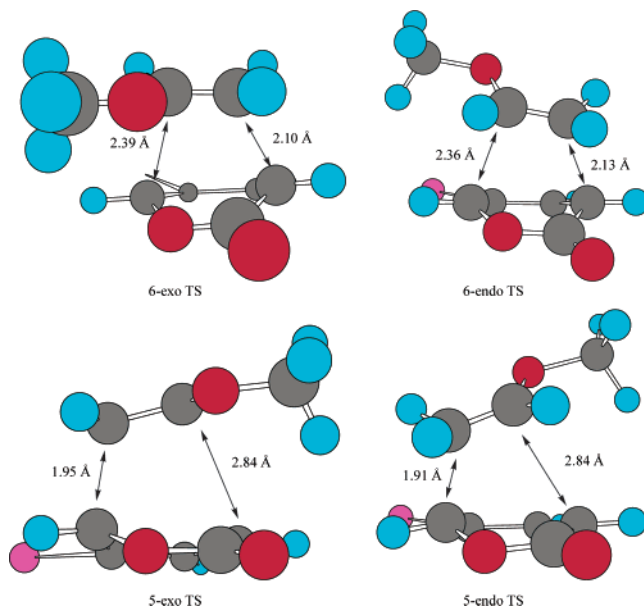 2.39 Å
2.10 Å
6-exo TS
2.36 Å
2.13 Å
6-endo TS
1.95 Å
2.84 Å
5-exo TS
1.91 Å
2.84 Å
5-endo TS